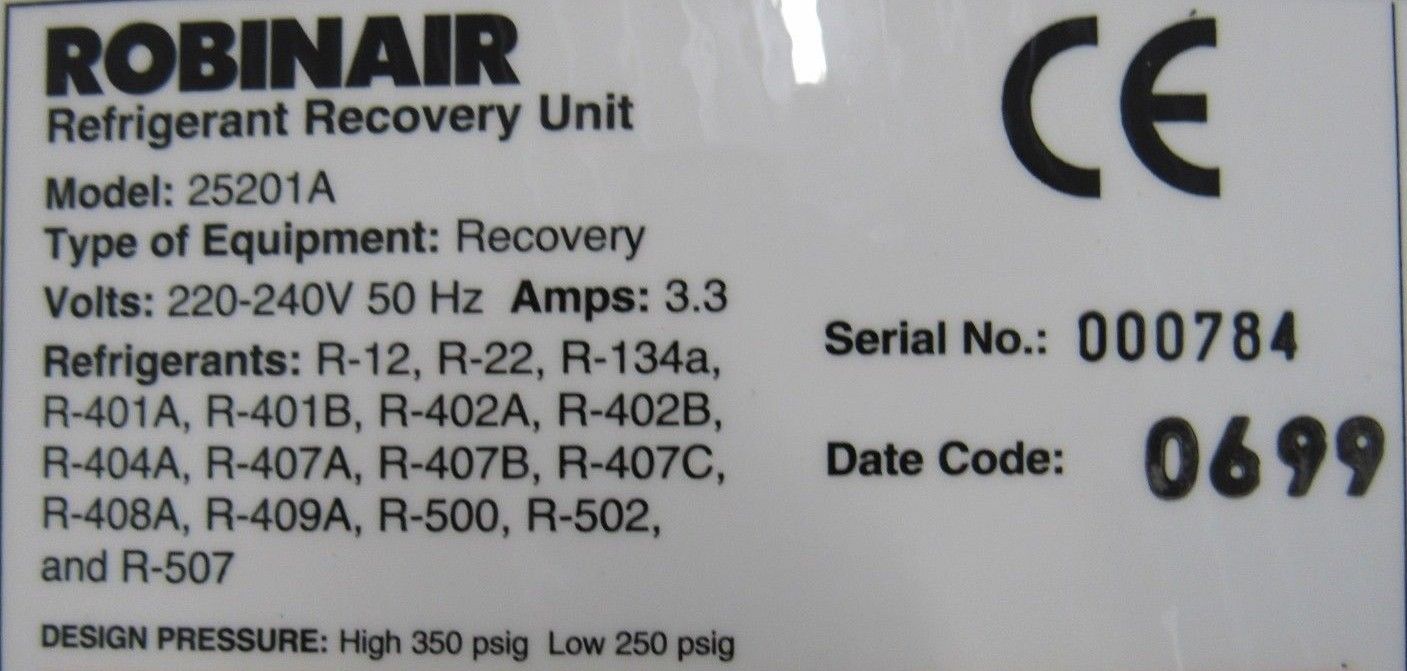 ROBINAIR
Refrigerant Recovery Unit
CE
Model: 25201A
Type of Equipment: Recovery
Volts: 220-240V 50 Hz Amps: 3.3
Refrigerants: R-12, R-22, R-134a,
R-401A, R-401B, R-402A, R-402B,
R-404A, R-407A, R-407B, R-407C,
R-408A, R-409A, R-500, R-502,
and R-507
DESIGN PRESSURE: High 350 psig Low 250 psig
Serial No.: 000784
Date Code: 0699